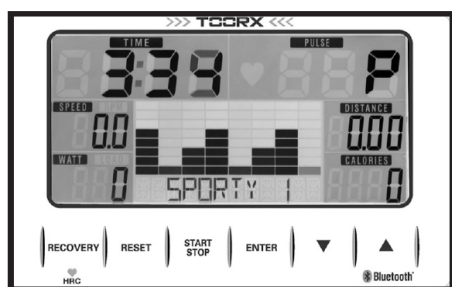 >>> TOORX <<<
TIME PULSE
3:34 P
SPEED DISTANCE
0.0 0.00
WATT CALORIES
0 0
SPORTY 1
RECOVERY RESET START STOP ENTER ▼ ▲
HRC Bluetooth®